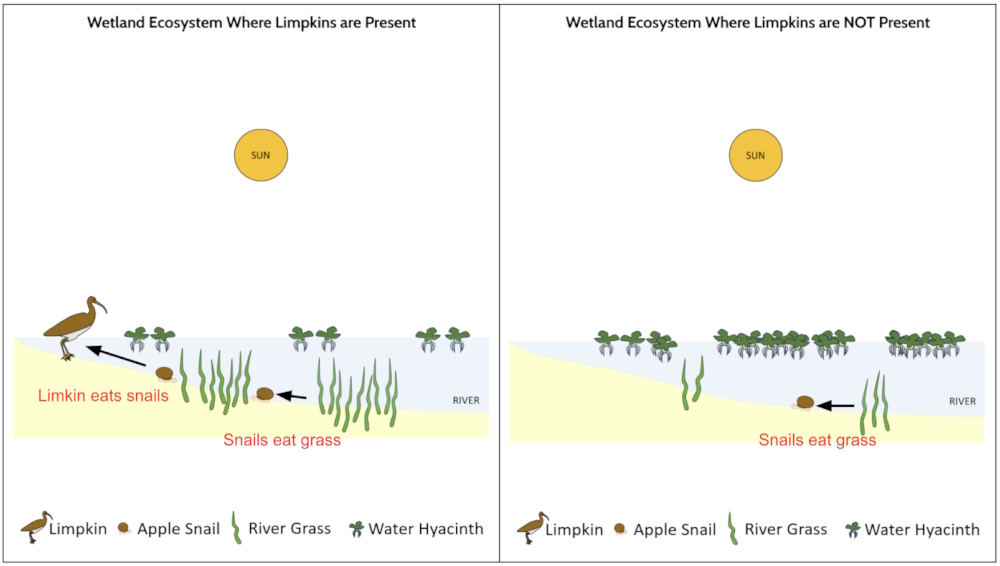 Wetland Ecosystem Where Limpkins are Present
SUN
Limkin eats snails
RIVER
Snails eat grass
Limpkin Apple Snail River Grass Water Hyacinth
Wetland Ecosystem Where Limpkins are NOT Present
SUN
RIVER
Snails eat grass
Limpkin Apple Snail River Grass Water Hyacinth